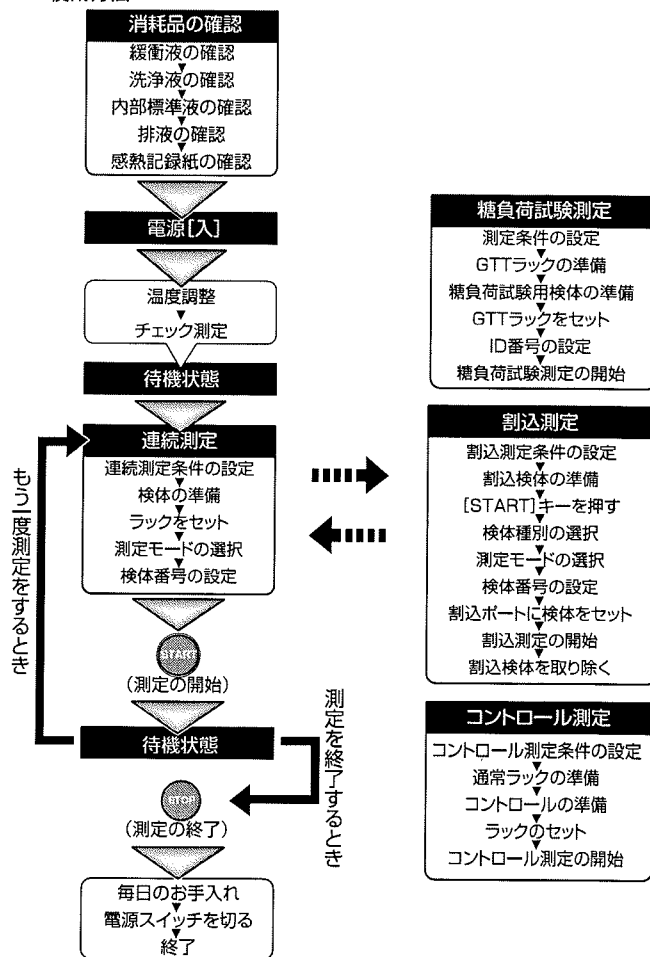 消耗品の確認
緩衝液の確認
洗浄液の確認
内部標準液の確認
排液の確認
感熱記録紙の確認
電源[入]
温度調整
チェック測定
待機状態
連続測定
連続測定条件の設定
検体の準備
ラックをセット
測定モードの選択
検体番号の設定
START
(測定の開始)
待機状態
もう一度測定をするとき
測定を終了するとき
STOP
(測定の終了)
毎日のお手入れ
電源スイッチを切る
終了
糖負荷試験測定
測定条件の設定
GTTラックの準備
糖負荷試験用検体の準備
GTTラックをセット
ID番号の設定
糖負荷試験測定の開始
割込測定
割込測定条件の設定
割込検体の準備
[START]キーを押す
検体種別の選択
測定モードの選択
検体番号の設定
割込ポートに検体をセット
割込測定の開始
割込検体を取り除く
コントロール測定
コントロール測定条件の設定
通常ラックの準備
コントロールの準備
ラックのセット
コントロール測定の開始